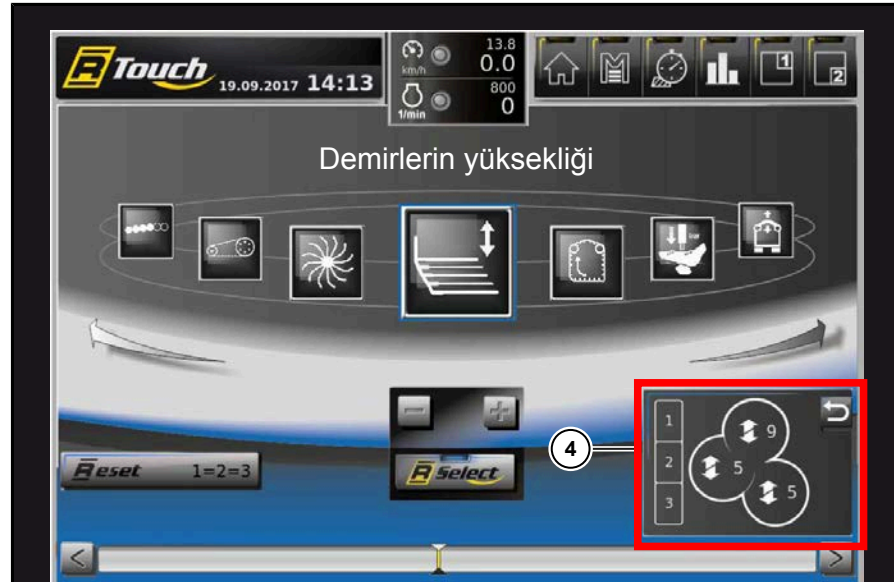 R Touch 19.09.2017 14:13
km/h 13.8
0.0
1/min 800
0
M
1
2
Demirlerin yüksekliği
1
2
3
9
5
5
4
Reset 1=2=3
R Select